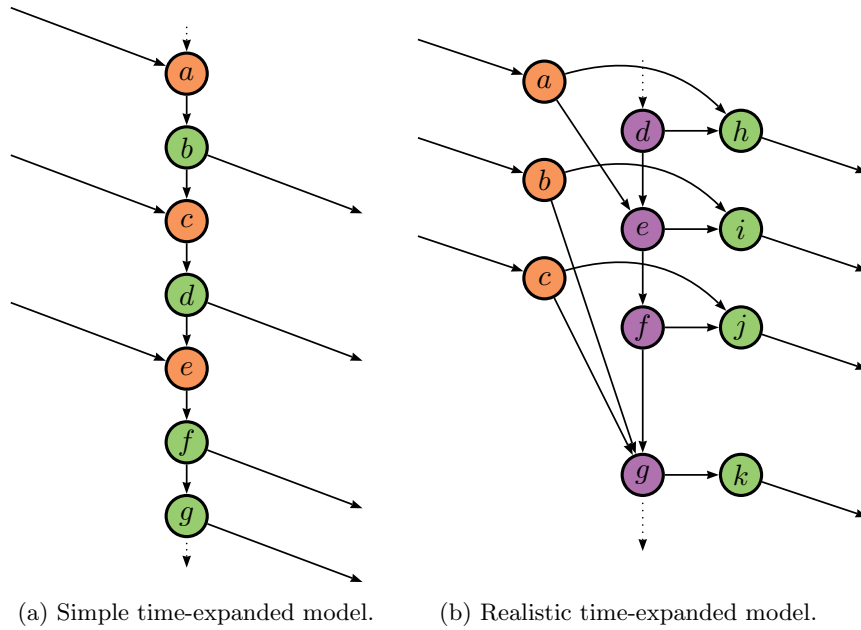 a
b
c
d
e
f
g
(a) Simple time-expanded model.
a
d
h
b
e
i
c
f
j
g
k
(b) Realistic time-expanded model.